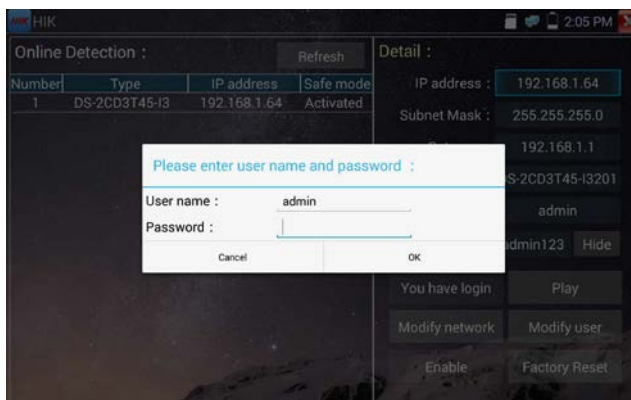 HIK HIK 2:05 PM
Online Detection : Refresh
Number Type IP address Safe mode
1 DS-2CD3T45-I3 192.168.1.64 Activated
Detail :
IP address : 192.168.1.64
Subnet Mask : 255.255.255.0
192.168.1.1
S-2CD3T45-I3201
admin
dmin123 Hide
You have login Play
Modify network Modify user
Enable Factory Reset
Please enter user name and password :
User name : admin
Password :
Cancel OK